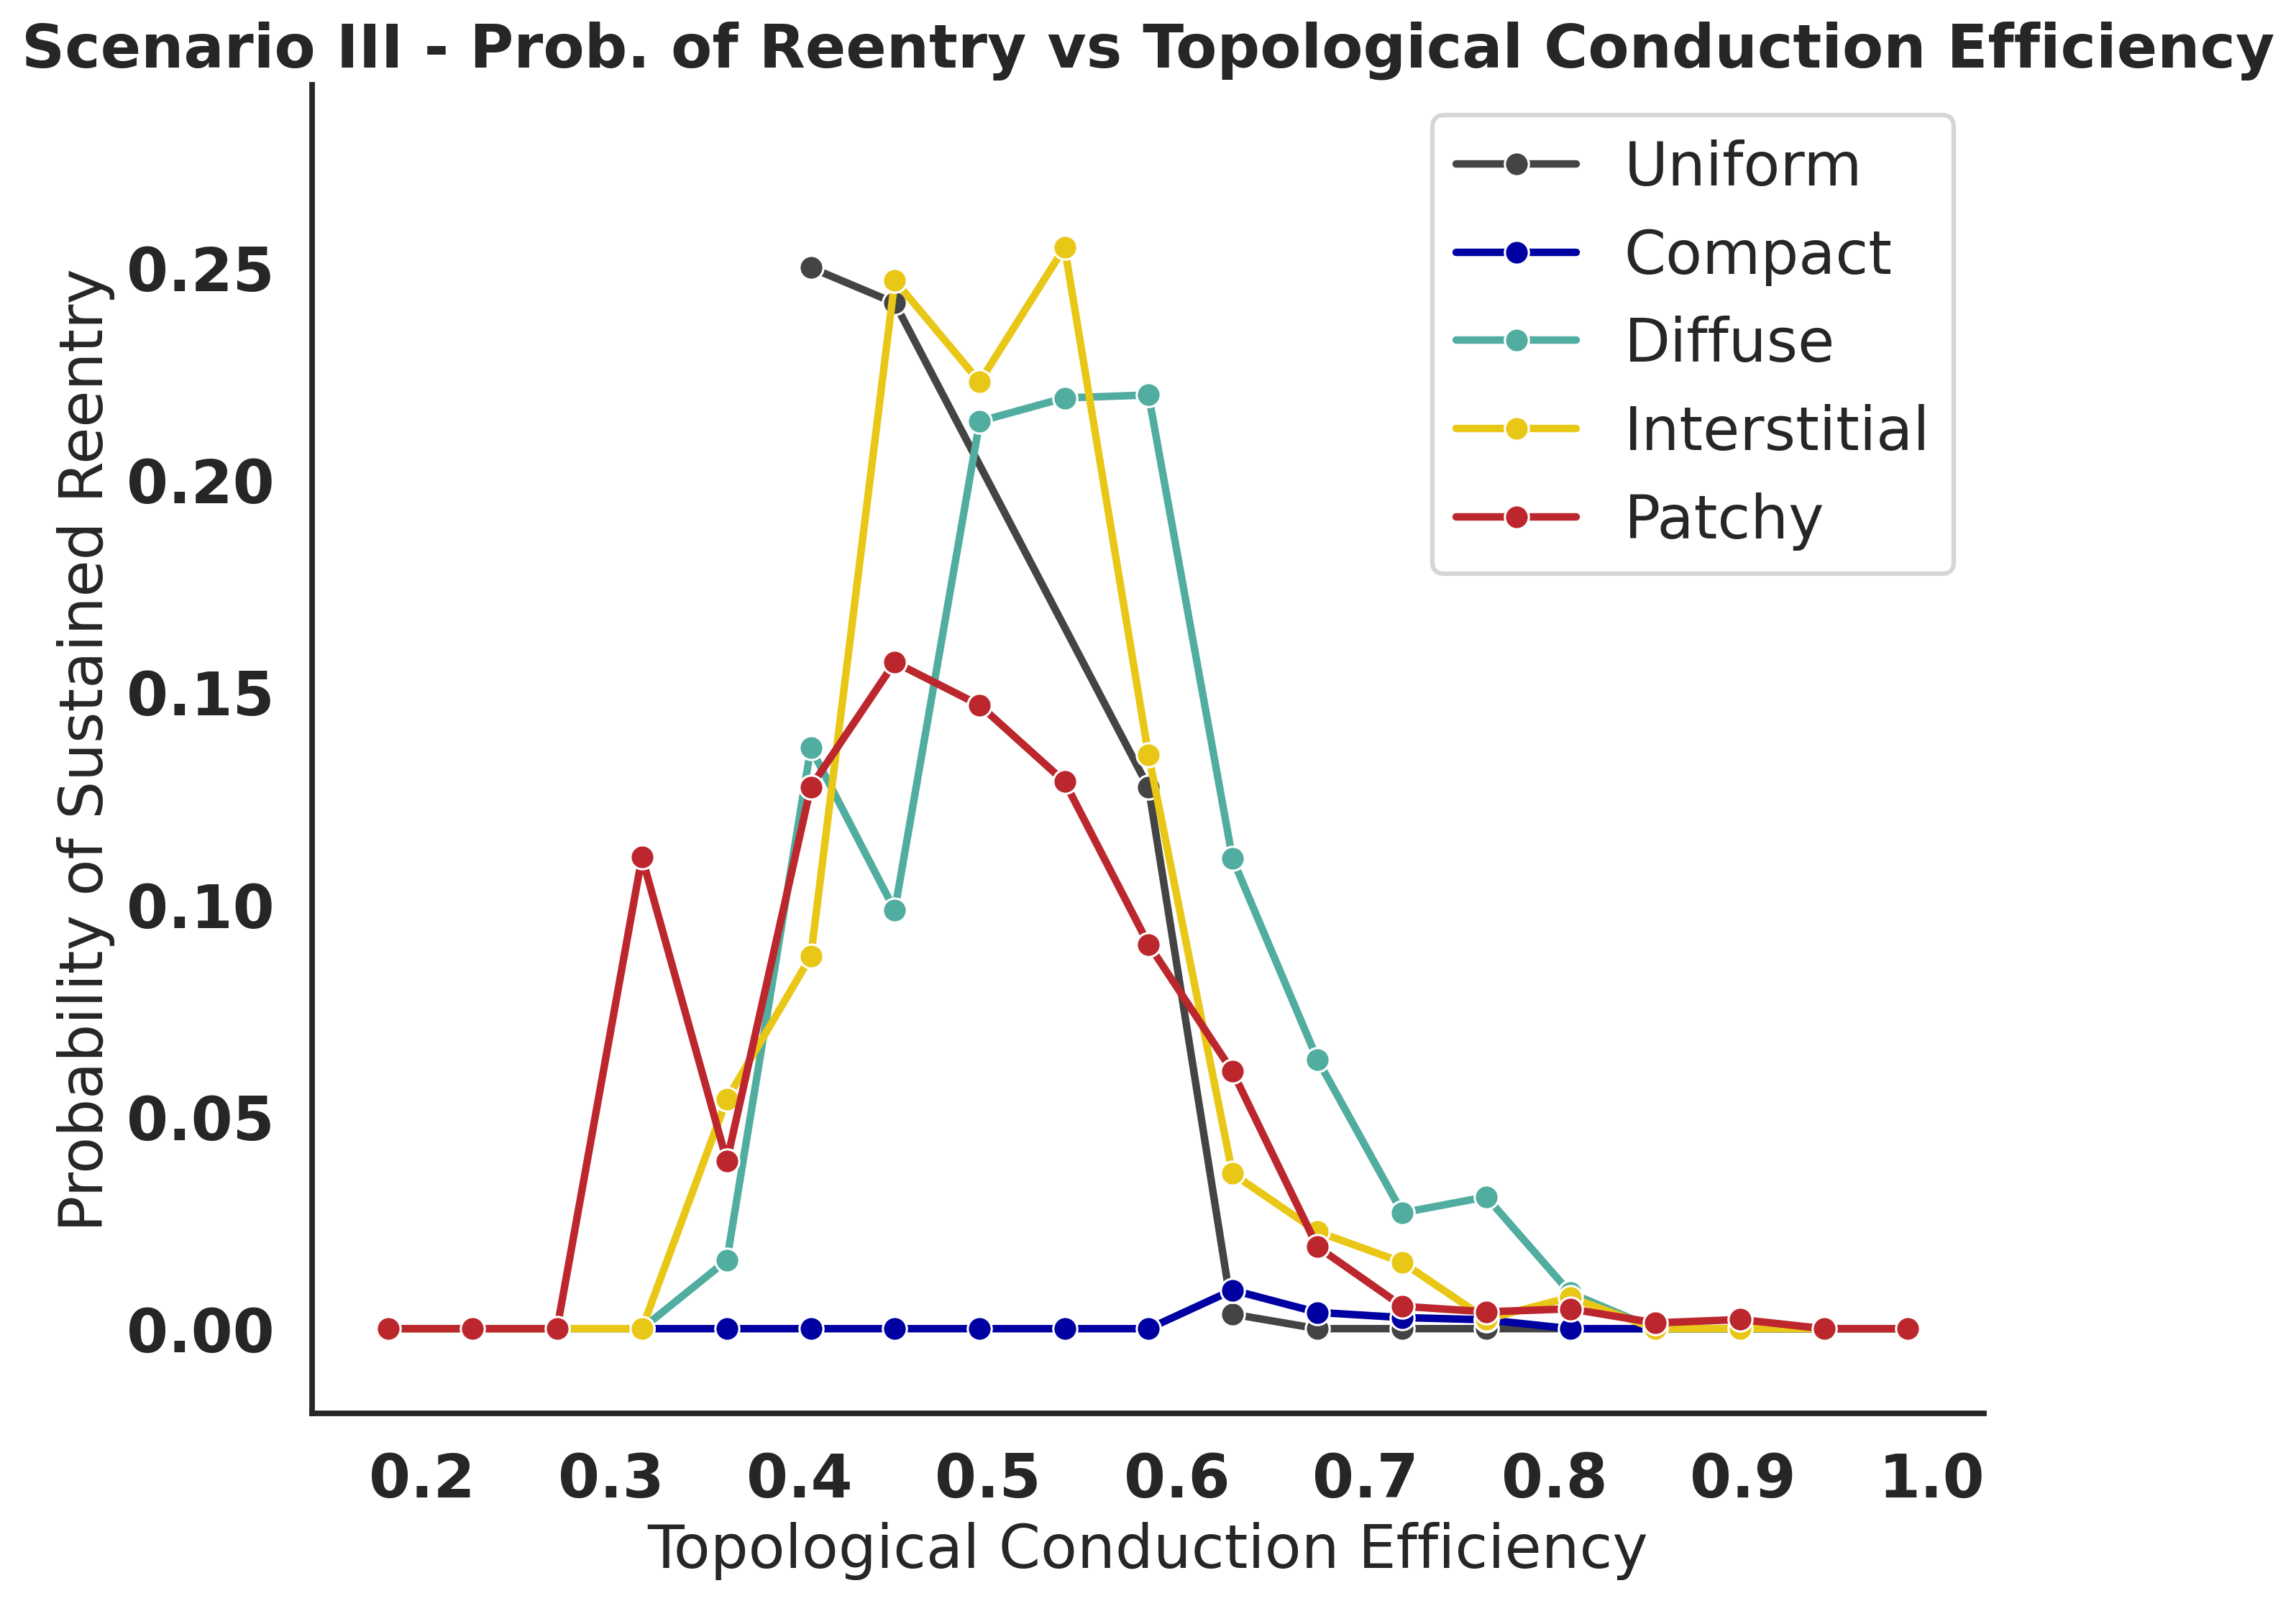 Scenario III - Prob. of Reentry vs Topological Conduction Efficiency
Probability of Sustained Reentry
0.25
0.20
0.15
0.10
0.05
0.00
Uniform
Compact
Diffuse
Interstitial
Patchy
0.2 0.3 0.4 0.5 0.6 0.7 0.8 0.9 1.0
Topological Conduction Efficiency